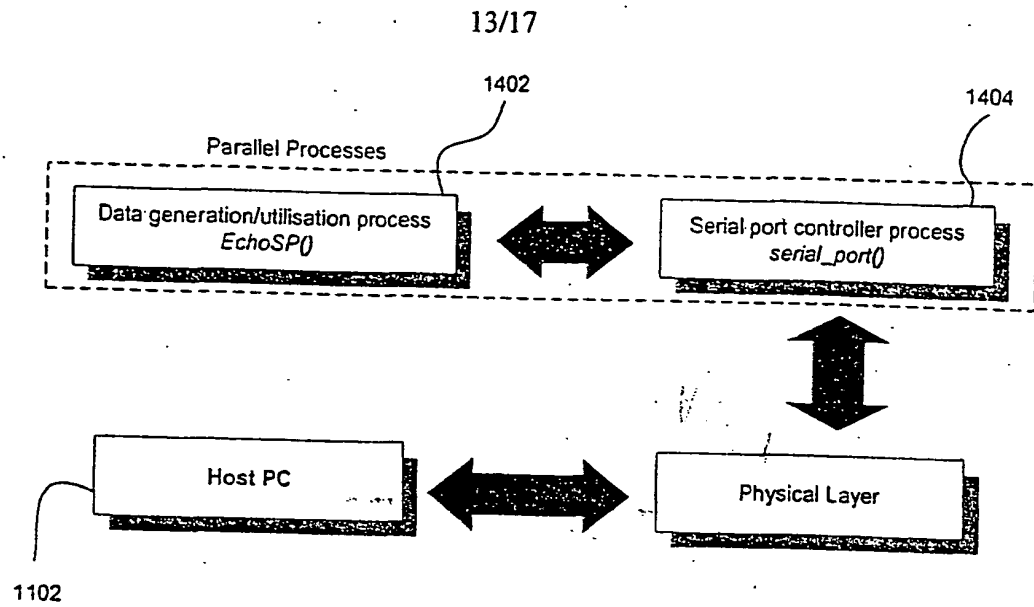 13/17
1402
1404
Parallel Processes
Data generation/utilisation process
EchoSP()
Serial port controller process
serial_port()
Host PC
Physical Layer
1102